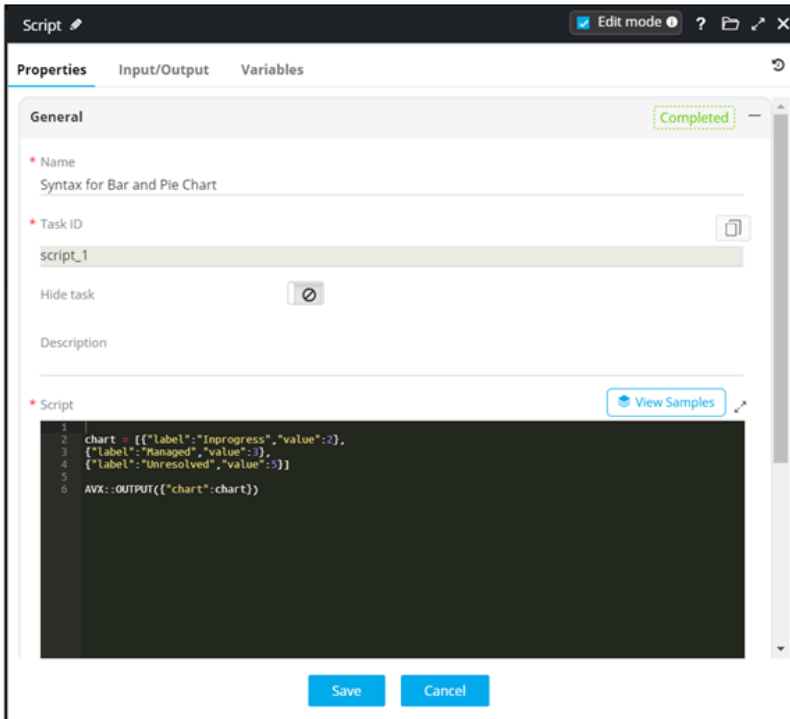 Script
Edit mode
?
Properties Input/Output Variables
General Completed
* Name
Syntax for Bar and Pie Chart
* Task ID
script_1
Hide task
Description
* Script View Samples
1
2 chart = [{"label":"Inprogress","value":2},
3 {"label":"Managed","value":3},
4 {"label":"Unresolved","value":5}]
5
6 AVX::OUTPUT({"chart":chart})
Save Cancel